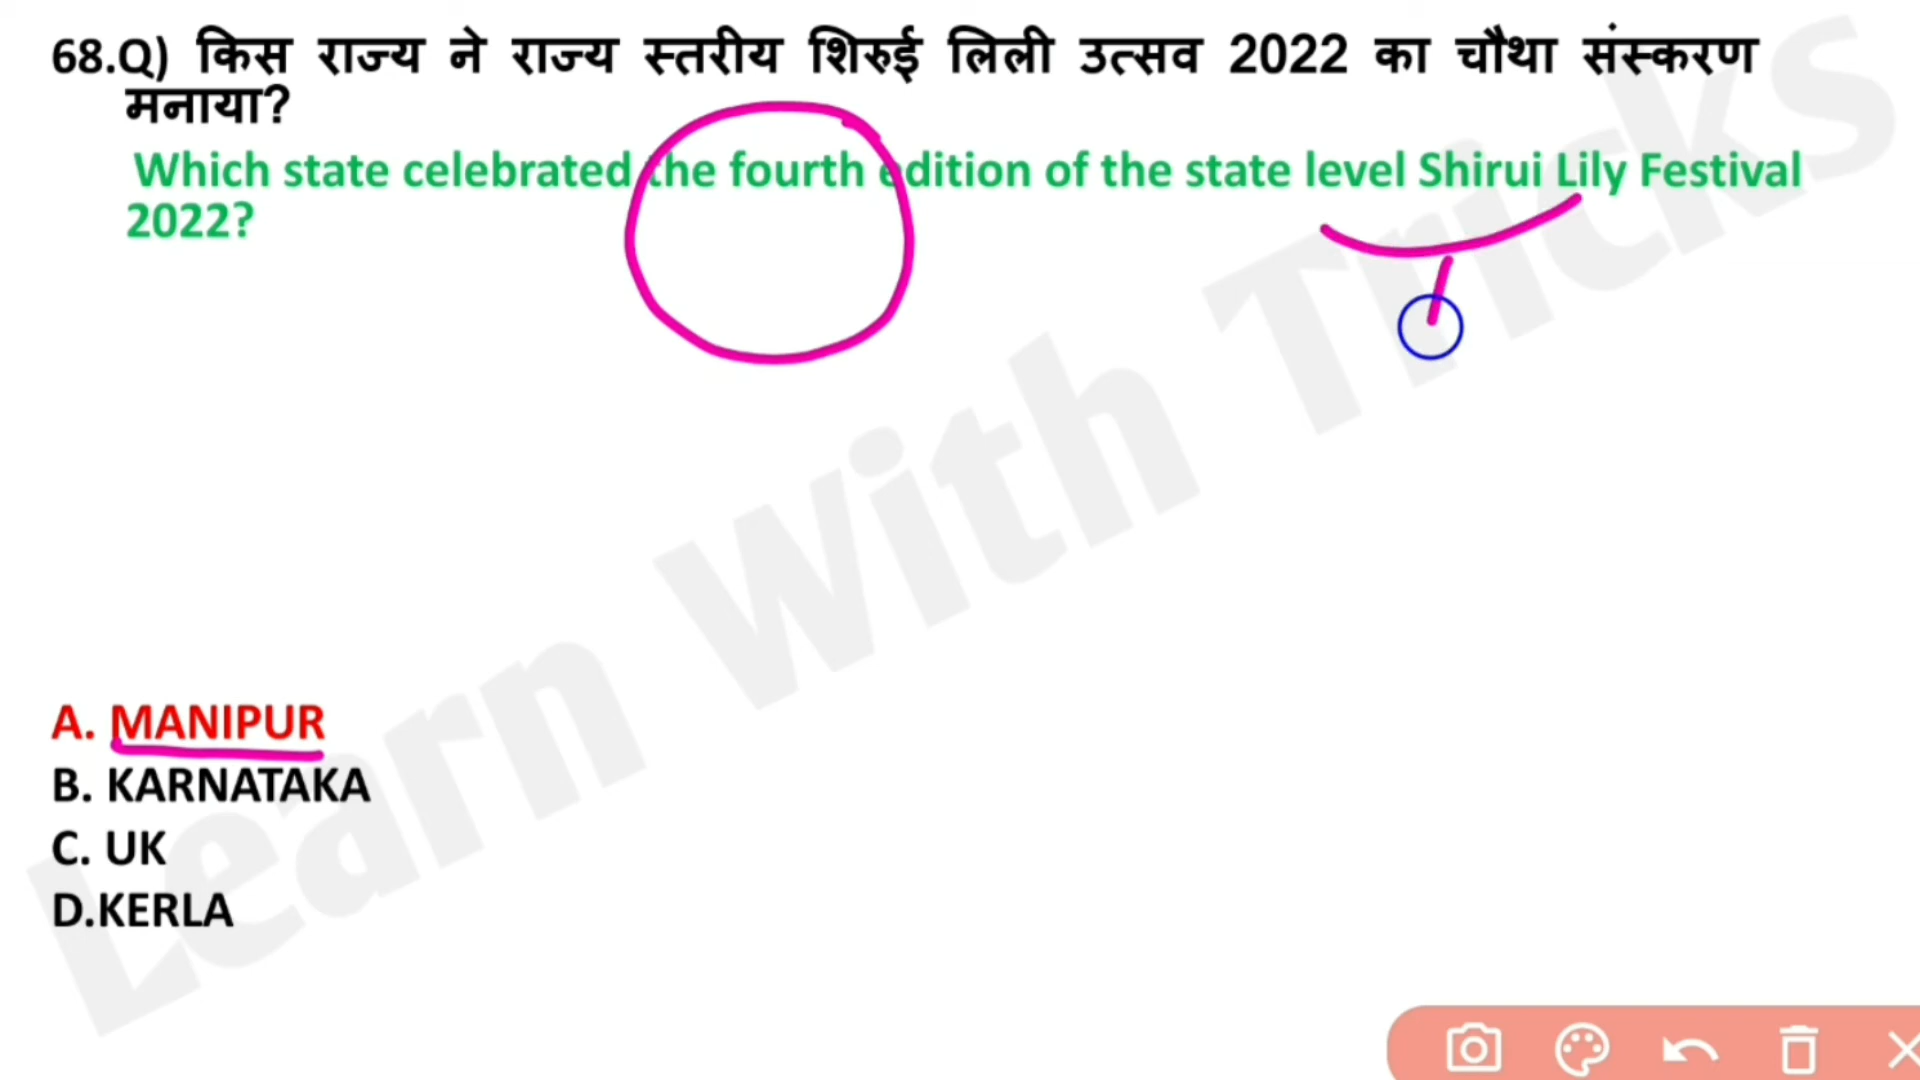 68.Q) किस राज्य ने राज्य स्तरीय शिरुई लिली उत्सव 2022 का चौथा संस्करण
मनाया?
Which state celebrated the fourth edition of the state level Shirui Lily Festival
2022?
A. MANIPUR
B. KARNATAKA
C. UK
D.KERLA
Learn With Tricks